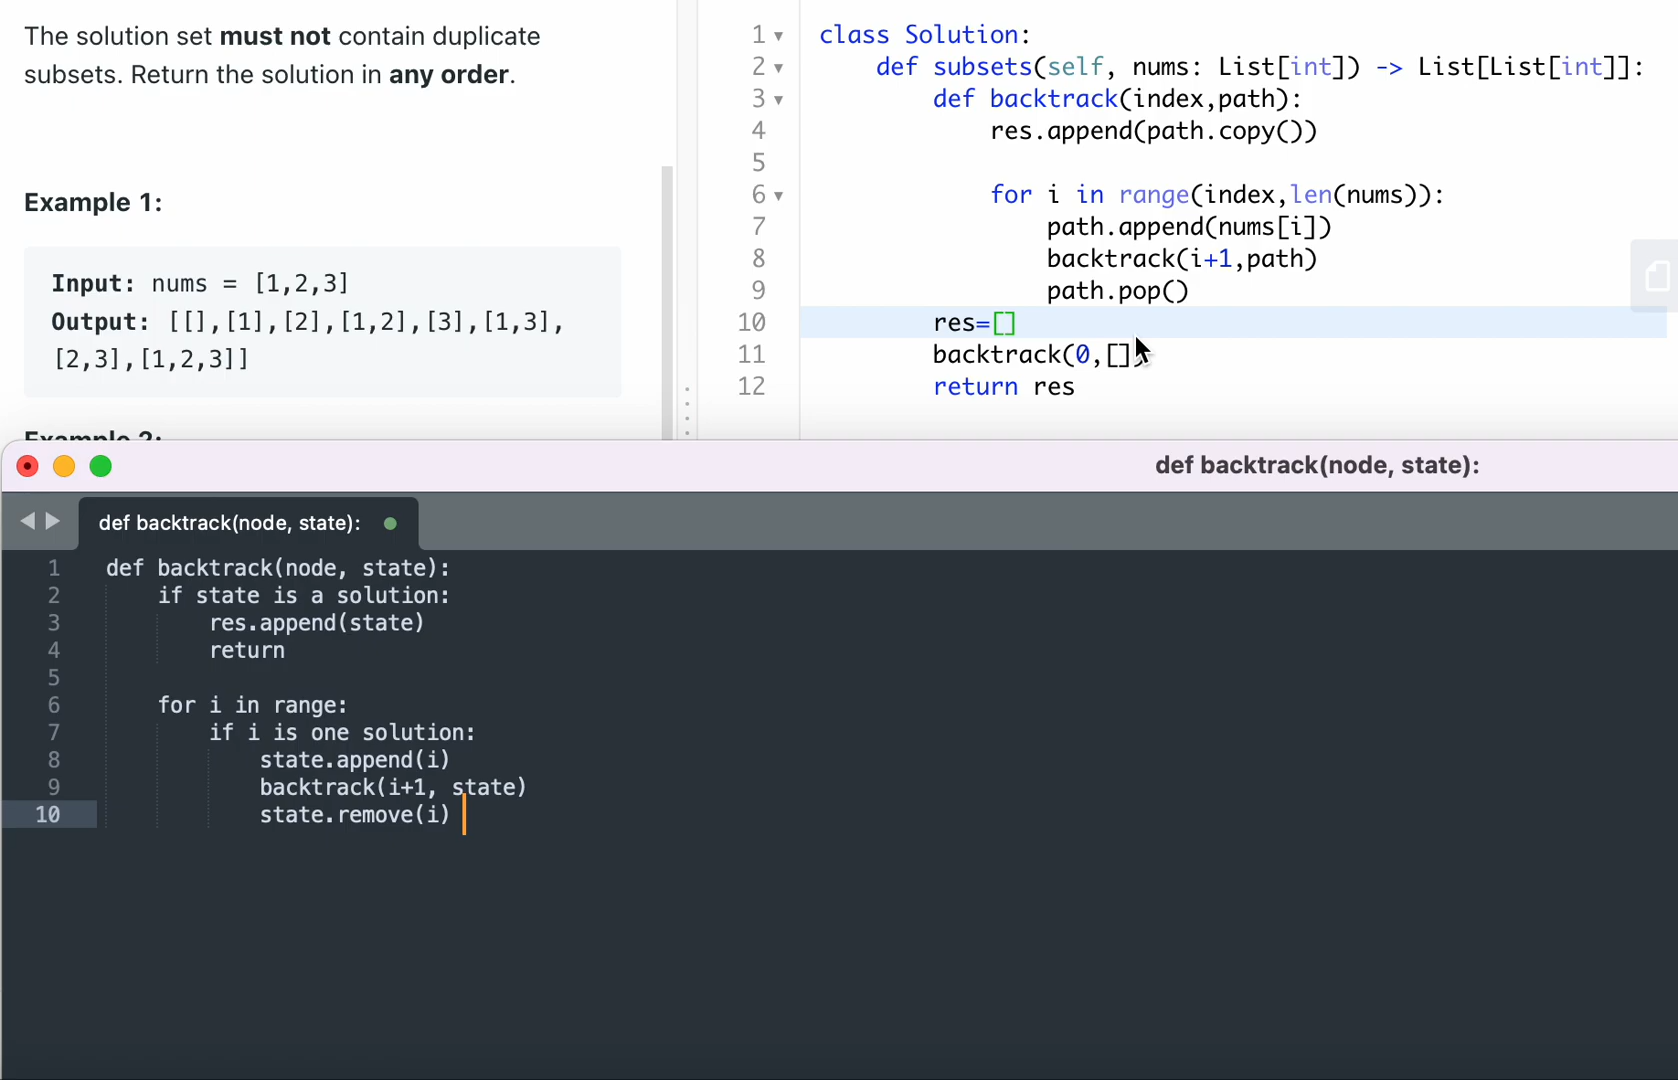 The solution set must not contain duplicate
subsets. Return the solution in any order.
Example 1:
Input: nums = [1,2,3]
Output: [[],[1],[2],[1,2],[3],[1,3],
[2,3],[1,2,3]]
Example 2:
1 class Solution:
2 def subsets(self, nums: List[int]) -> List[List[int]]:
3 def backtrack(index,path):
4 res.append(path.copy())
5
6 for i in range(index,len(nums)):
7 path.append(nums[i])
8 backtrack(i+1,path)
9 path.pop()
10 res=[]
11 backtrack(0,[])
12 return res
def backtrack(node, state):
def backtrack(node, state):
1 def backtrack(node, state):
2 if state is a solution:
3 res.append(state)
4 return
5
6 for i in range:
7 if i is one solution:
8 state.append(i)
9 backtrack(i+1, state)
10 state.remove(i)